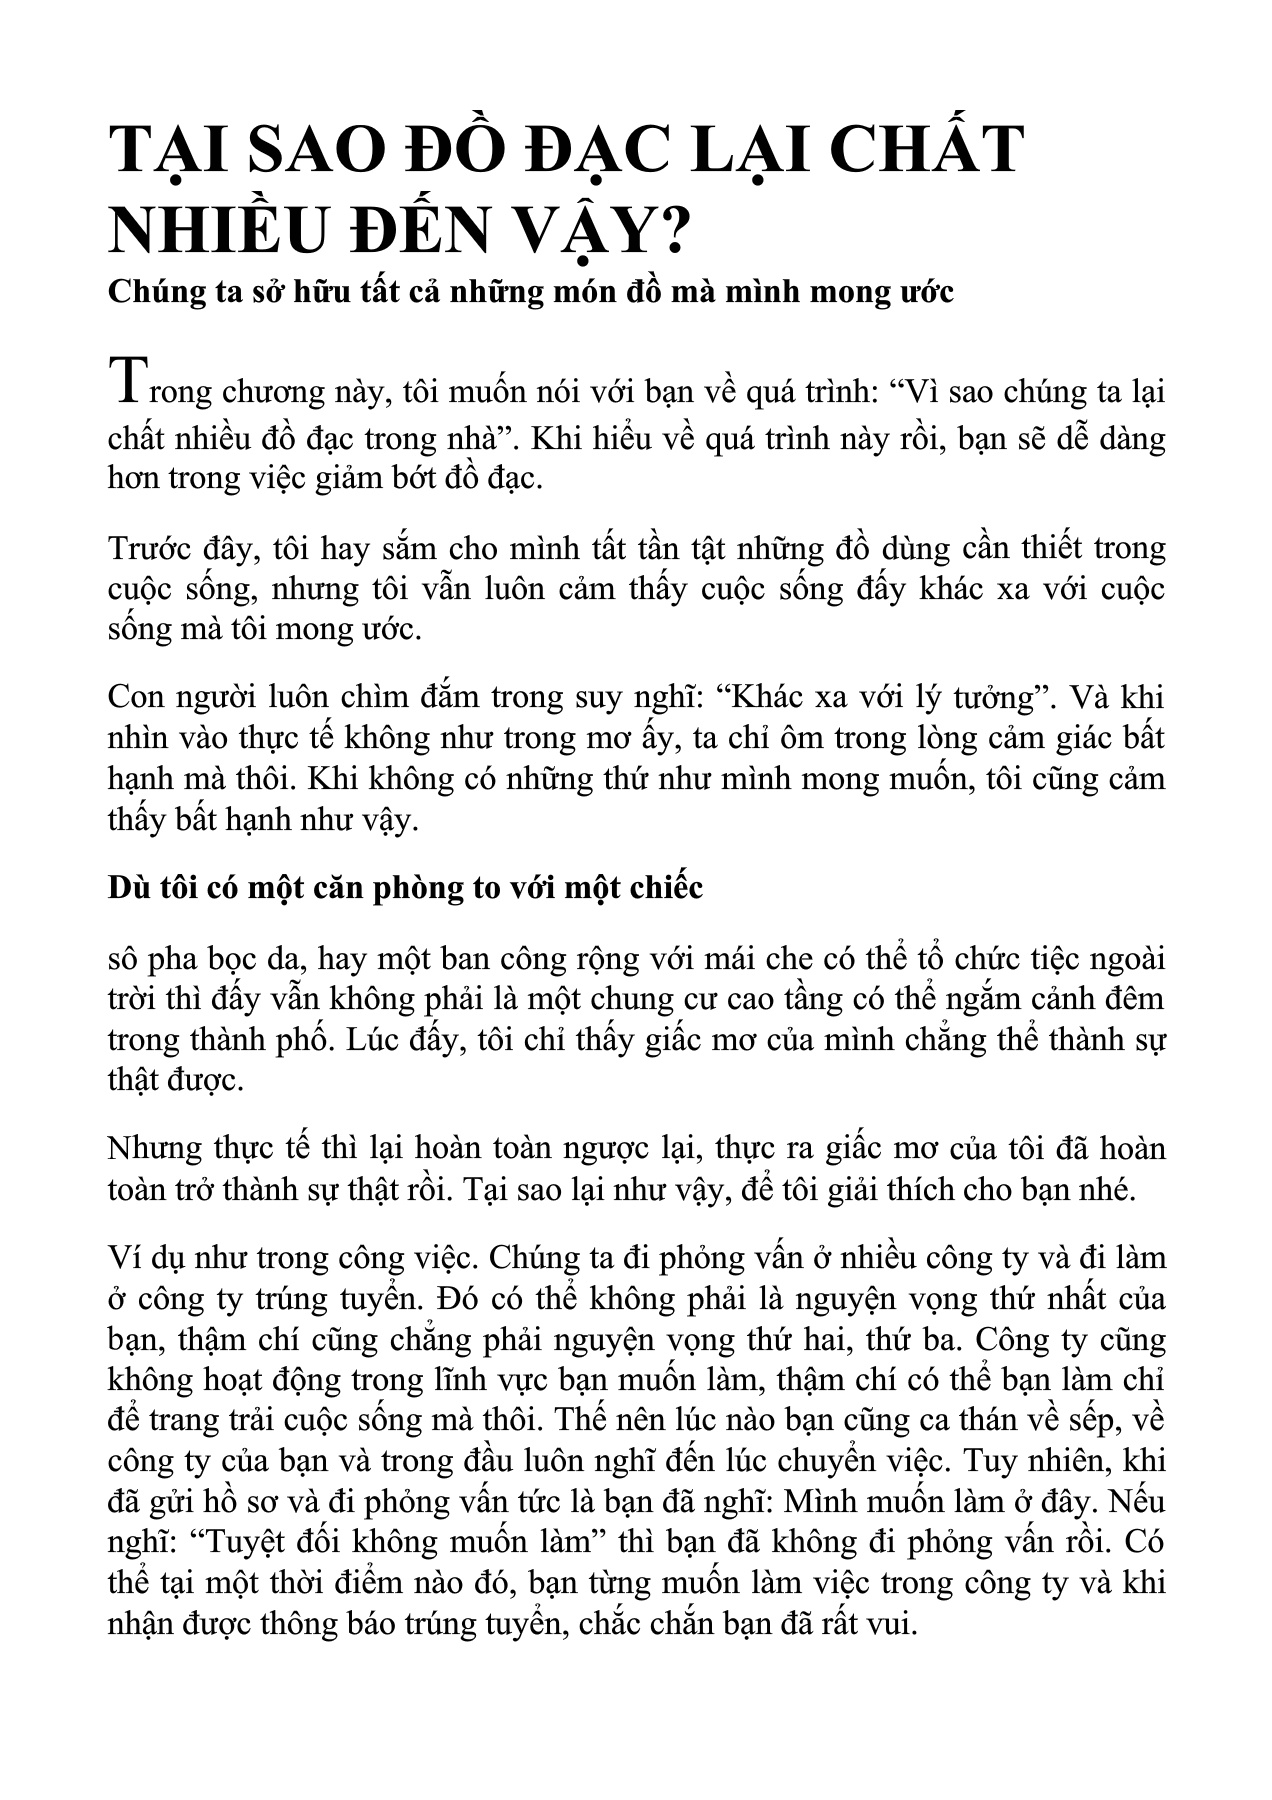 TẠI SAO ĐỒ ĐẠC LẠI CHẤT
NHIỀU ĐẾN VẬY?
Chúng ta sở hữu tất cả những món đồ mà mình mong ước
Trong chương này, tôi muốn nói với bạn về quá trình: “Vì sao chúng ta lại
chất nhiều đồ đạc trong nhà”. Khi hiểu về quá trình này rồi, bạn sẽ dễ dàng
hơn trong việc giảm bớt đồ đạc.
Trước đây, tôi hay sắm cho mình tất tần tật những đồ dùng cần thiết trong
cuộc sống, nhưng tôi vẫn luôn cảm thấy cuộc sống đấy khác xa với cuộc
sống mà tôi mong ước.
Con người luôn chìm đắm trong suy nghĩ: “Khác xa với lý tưởng”. Và khi
nhìn vào thực tế không như trong mơ ấy, ta chỉ ôm trong lòng cảm giác bất
hạnh mà thôi. Khi không có những thứ như mình mong muốn, tôi cũng cảm
thấy bất hạnh như vậy.
Dù tôi có một căn phòng to với một chiếc
sô pha bọc da, hay một ban công rộng với mái che có thể tổ chức tiệc ngoài
trời thì đấy vẫn không phải là một chung cư cao tầng có thể ngắm cảnh đêm
trong thành phố. Lúc đấy, tôi chỉ thấy giấc mơ của mình chẳng thể thành sự
thật được.
Nhưng thực tế thì lại hoàn toàn ngược lại, thực ra giấc mơ của tôi đã hoàn
toàn trở thành sự thật rồi. Tại sao lại như vậy, để tôi giải thích cho bạn nhé.
Ví dụ như trong công việc. Chúng ta đi phỏng vấn ở nhiều công ty và đi làm
ở công ty trúng tuyển. Đó có thể không phải là nguyện vọng thứ nhất của
bạn, thậm chí cũng chẳng phải nguyện vọng thứ hai, thứ ba. Công ty cũng
không hoạt động trong lĩnh vực bạn muốn làm, thậm chí có thể bạn làm chỉ
để trang trải cuộc sống mà thôi. Thế nên lúc nào bạn cũng ca thán về sếp, về
công ty của bạn và trong đầu luôn nghĩ đến lúc chuyển việc. Tuy nhiên, khi
đã gửi hồ sơ và đi phỏng vấn tức là bạn đã nghĩ: Mình muốn làm ở đây. Nếu
nghĩ: “Tuyệt đối không muốn làm” thì bạn đã không đi phỏng vấn rồi. Có
thể tại một thời điểm nào đó, bạn từng muốn làm việc trong công ty và khi
nhận được thông báo trúng tuyển, chắc chắn bạn đã rất vui.